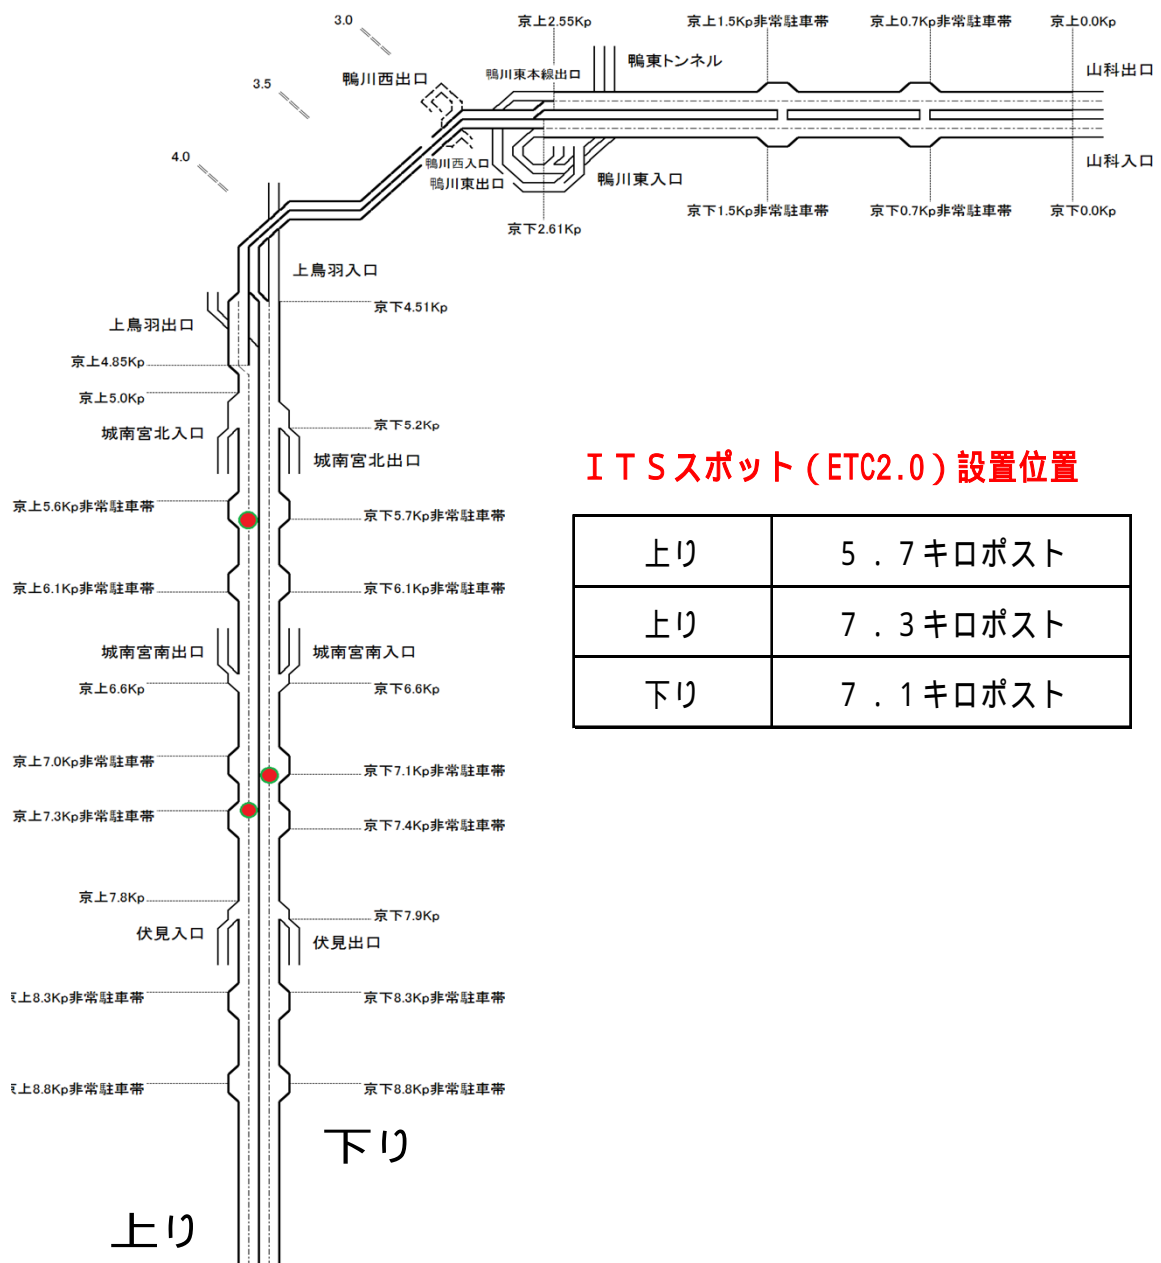 3.0
京上2.55Kp
京上1.5Kp非常駐車帯
京上0.7Kp非常駐車帯
京上0.0Kp
鴨東トンネル
山科出口
鴨川西出口
鴨川東本線出口
3.5
4.0
鴨川西入口
鴨川東出口
鴨川東入口
山科入口
京下1.5Kp非常駐車帯
京下0.7Kp非常駐車帯
京下0.0Kp
京下2.61Kp
上鳥羽入口
京下4.51Kp
上鳥羽出口
京上4.85Kp
京上5.0Kp
京下5.2Kp
城南宮北入口
城南宮北出口
ITSスポット(ETC2.0)設置位置
京上5.6Kp非常駐車帯
京下5.7Kp非常駐車帯
上り 5.7キロポスト
京上6.1Kp非常駐車帯
京下6.1Kp非常駐車帯
上り 7.3キロポスト
城南宮南出口
城南宮南入口
京上6.6Kp
京下6.6Kp
下り 7.1キロポスト
京上7.0Kp非常駐車帯
京下7.1Kp非常駐車帯
京上7.3Kp非常駐車帯
京下7.4Kp非常駐車帯
京上7.8Kp
京下7.9Kp
伏見入口
伏見出口
京上8.3Kp非常駐車帯
京下8.3Kp非常駐車帯
京上8.8Kp非常駐車帯
京下8.8Kp非常駐車帯
下り
上り